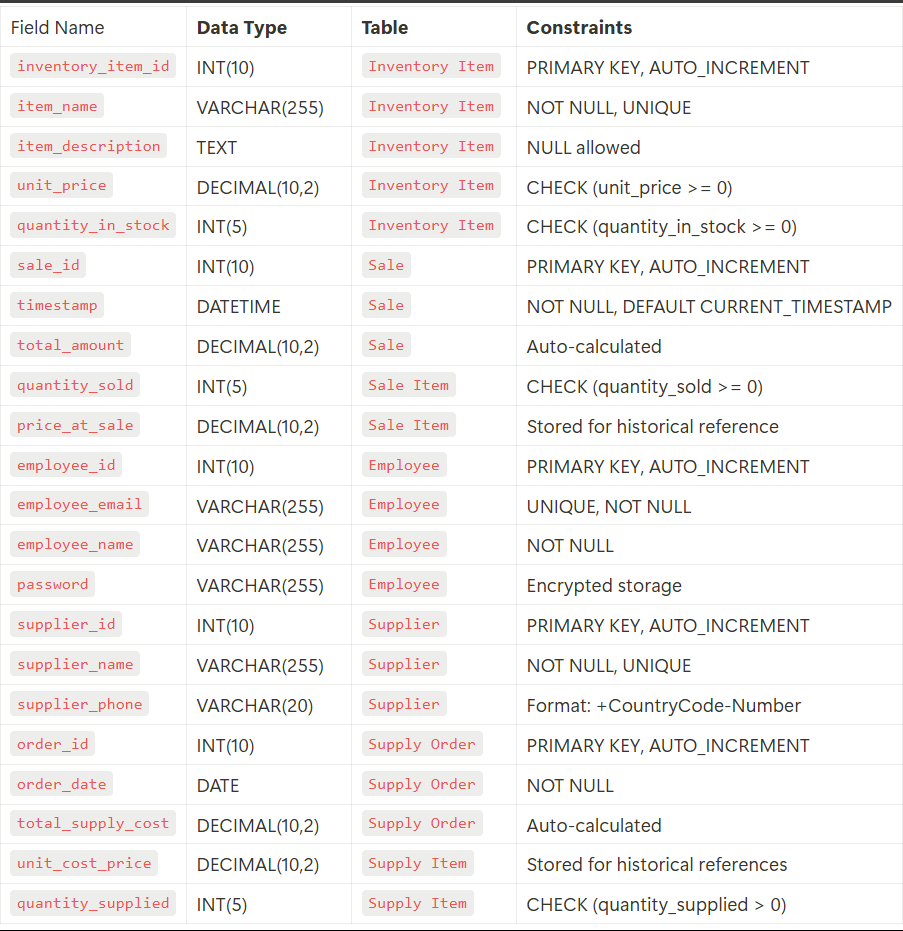 Field Name Data Type Table Constraints
inventory_item_id INT(10) Inventory Item PRIMARY KEY, AUTO_INCREMENT
item_name VARCHAR(255) Inventory Item NOT NULL, UNIQUE
item_description TEXT Inventory Item NULL allowed
unit_price DECIMAL(10,2) Inventory Item CHECK (unit_price >= 0)
quantity_in_stock INT(5) Inventory Item CHECK (quantity_in_stock >= 0)
sale_id INT(10) Sale PRIMARY KEY, AUTO_INCREMENT
timestamp DATETIME Sale NOT NULL, DEFAULT CURRENT_TIMESTAMP
total_amount DECIMAL(10,2) Sale Auto-calculated
quantity_sold INT(5) Sale Item CHECK (quantity_sold >= 0)
price_at_sale DECIMAL(10,2) Sale Item Stored for historical reference
employee_id INT(10) Employee PRIMARY KEY, AUTO_INCREMENT
employee_email VARCHAR(255) Employee UNIQUE, NOT NULL
employee_name VARCHAR(255) Employee NOT NULL
password VARCHAR(255) Employee Encrypted storage
supplier_id INT(10) Supplier PRIMARY KEY, AUTO_INCREMENT
supplier_name VARCHAR(255) Supplier NOT NULL, UNIQUE
supplier_phone VARCHAR(20) Supplier Format: +CountryCode-Number
order_id INT(10) Supply Order PRIMARY KEY, AUTO_INCREMENT
order_date DATE Supply Order NOT NULL
total_supply_cost DECIMAL(10,2) Supply Order Auto-calculated
unit_cost_price DECIMAL(10,2) Supply Item Stored for historical references
quantity_supplied INT(5) Supply Item CHECK (quantity_supplied > 0)